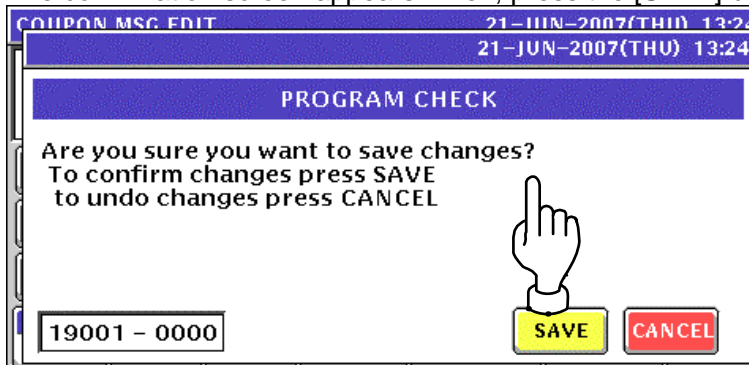 COUPON MSG EDIT 21-JUN-2007(THU) 13:24
21-JUN-2007(THU) 13:24
PROGRAM CHECK
Are you sure you want to save changes?
To confirm changes press SAVE
to undo changes press CANCEL
19001 - 0000 SAVE CANCEL